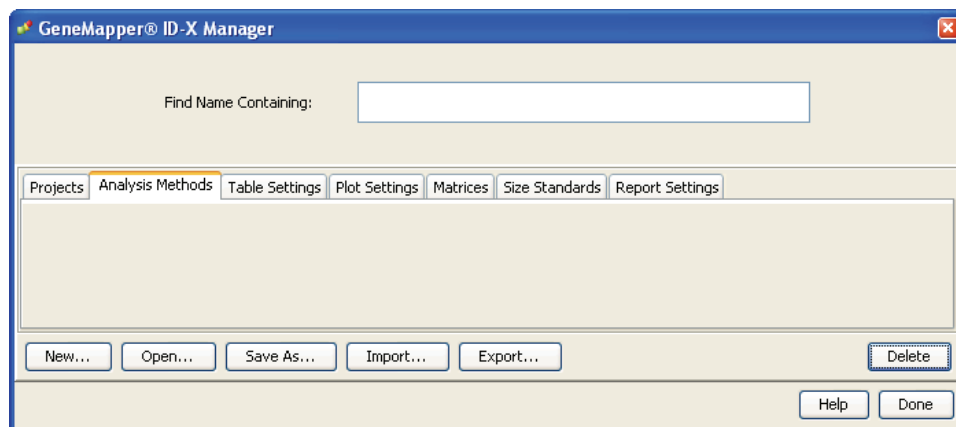 GeneMapper® ID-X Manager
Find Name Containing:
Projects Analysis Methods Table Settings Plot Settings Matrices Size Standards Report Settings
New... Open... Save As... Import... Export... Delete
Help Done